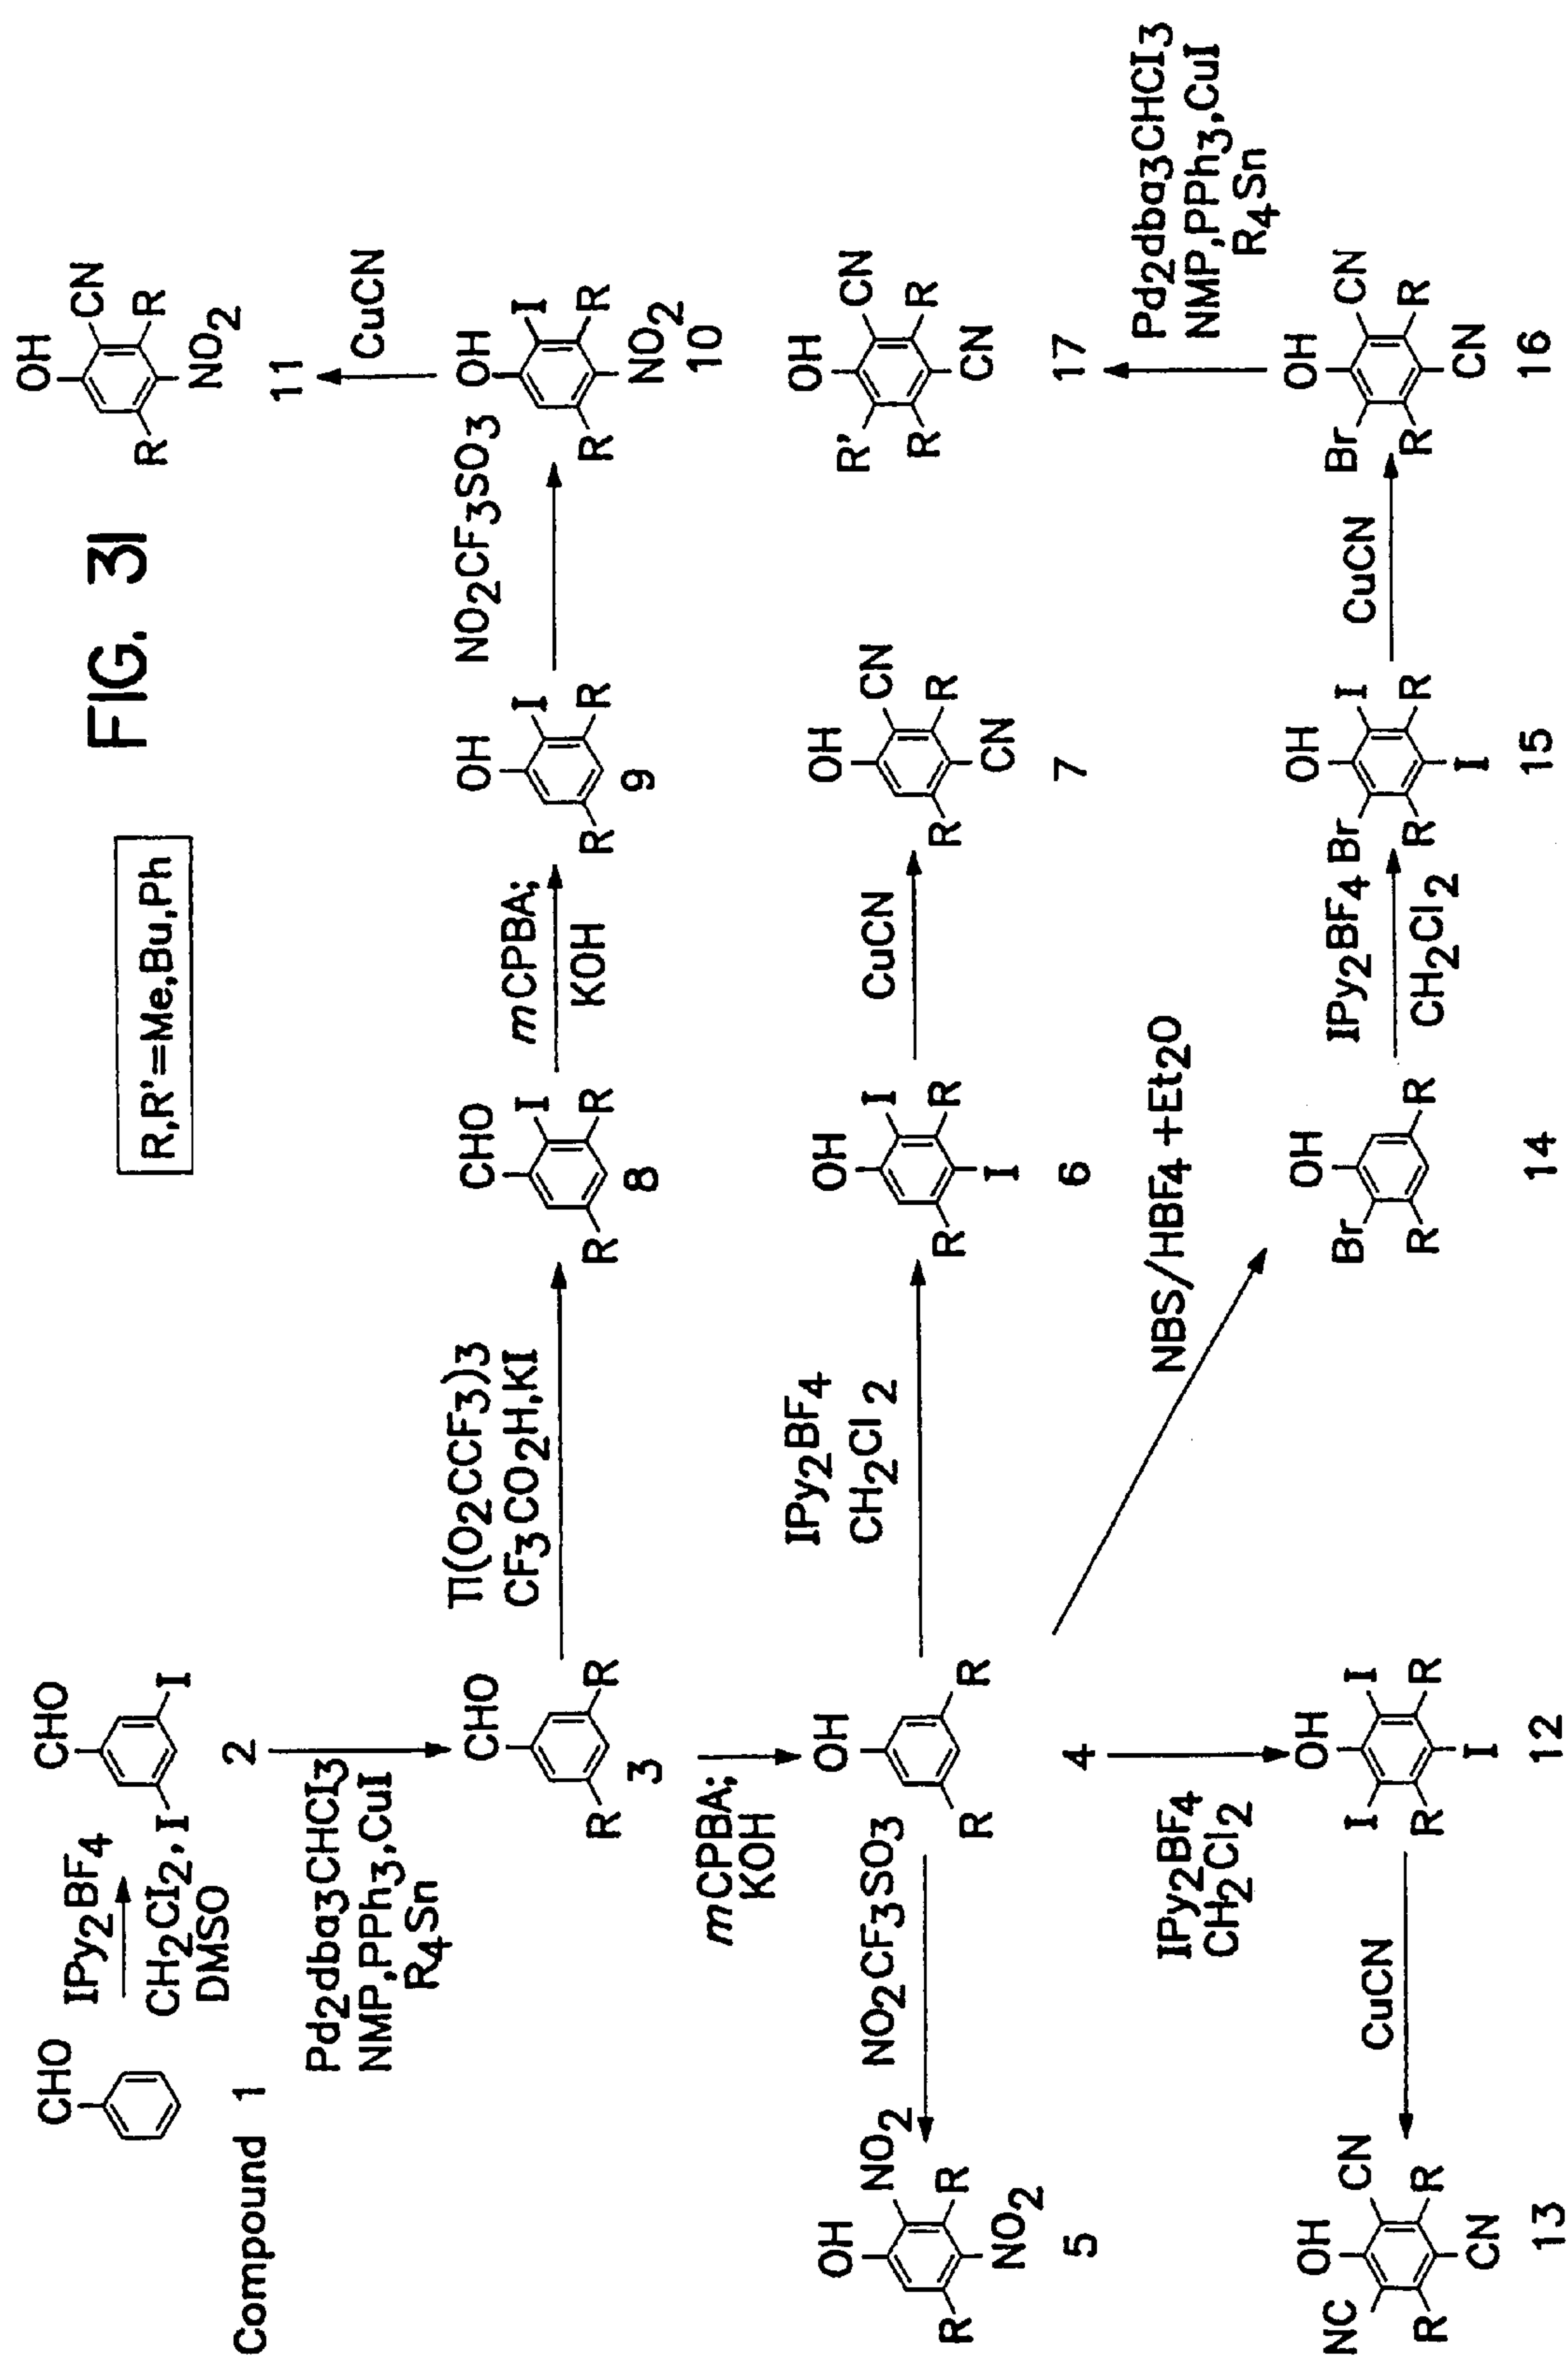 FIG. 3I
R,R'=Me,Bu,Ph
CHO
Compound 1
IPy2BF4
CH2Cl2,
DMSO
CHO
I
I
2
Pd2dba3CHCl3
NMP,PPh3,CuI
R4Sn
CHO
R
R
3
Tl(O2CCF3)3
CF3CO2H,KI
CHO
I
R
R
8
mCPBA;
KOH
OH
I
R
R
9
NO2CF3SO3
OH
I
R
R
NO2
10
CuCN
OH
CN
R
R
NO2
11
mCPBA;
KOH
OH
R
R
4
NO2CF3SO3
OH
NO2
R
R
NO2
5
IPy2BF4
CH2Cl2
OH
I
R
R
I
6
CuCN
OH
CN
R
R
CN
7
IPy2BF4
CH2Cl2
OH
I
I
R
R
I
12
CuCN
OH
NC
CN
R
R
CN
13
NBS/HBF4+Et2O
OH
Br
R
R
14
IPy2BF4
CH2Cl2
OH
Br
I
R
R
I
15
CuCN
OH
Br
CN
R
R
CN
16
Pd2dba3CHCl3
NMP,PPh3,CuI
R4Sn
OH
R'
CN
R
R
CN
17